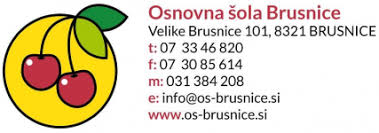 Osnovna šola Brusnice
Velike Brusnice 101, 8321 BRUSNICE
t: 07 33 46 820
f: 07 30 85 614
m: 031 384 208
e: info@os-brusnice.si
www.os-brusnice.si